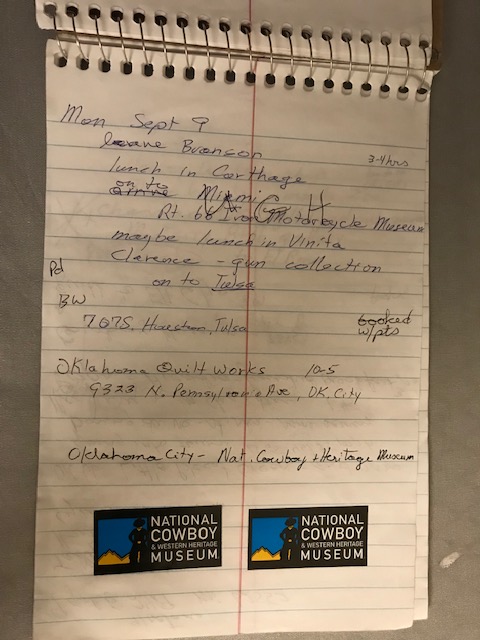 Mon Sept 9
leave Branson
lunch in Carthage 3-4 hrs
on to Miami
Rt. 66 Iron Motorcycle Museum
maybe lunch in Vinita
Clarence - gun collection
Pd on to Tulsa
BW
7 07 S. Houston, Tulsa booked
w/pts
Oklahoma Quilt Works 10-5
9323 N. Pennsylvania Ave, OK. City
Oklahoma City - Nat. Cowboy + Heritage Museum
NATIONAL
COWBOY
& WESTERN HERITAGE
MUSEUM
NATIONAL
COWBOY
& WESTERN HERITAGE
MUSEUM